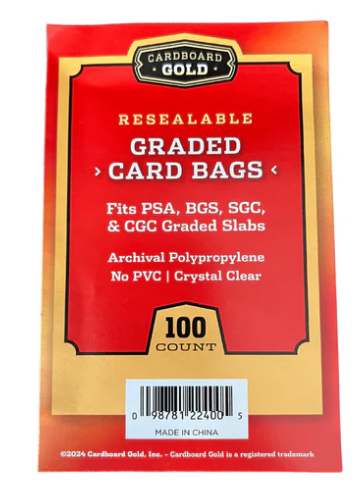 CARDBOARD
GOLD
RESEALABLE
GRADED
› CARD BAGS ‹
Fits PSA, BGS, SGC,
& CGC Graded Slabs
Archival Polypropylene
No PVC | Crystal Clear
100
COUNT
0 98781 22400 5
MADE IN CHINA
©2024 Cardboard Gold, Inc. - Cardboard Gold is a registered trademark